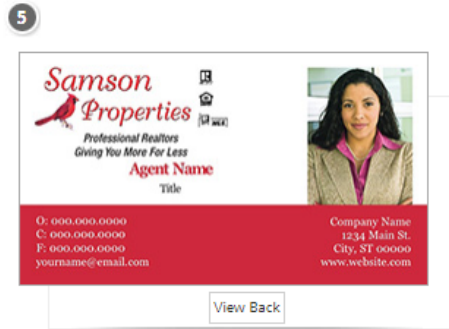 5
Samson
Properties
Professional Realtors
Giving You More For Less
Agent Name
Title
O: 000.000.0000
C: 000.000.0000
F: 000.000.0000
yourname@email.com
Company Name
1234 Main St.
City, ST 00000
www.website.com
View Back